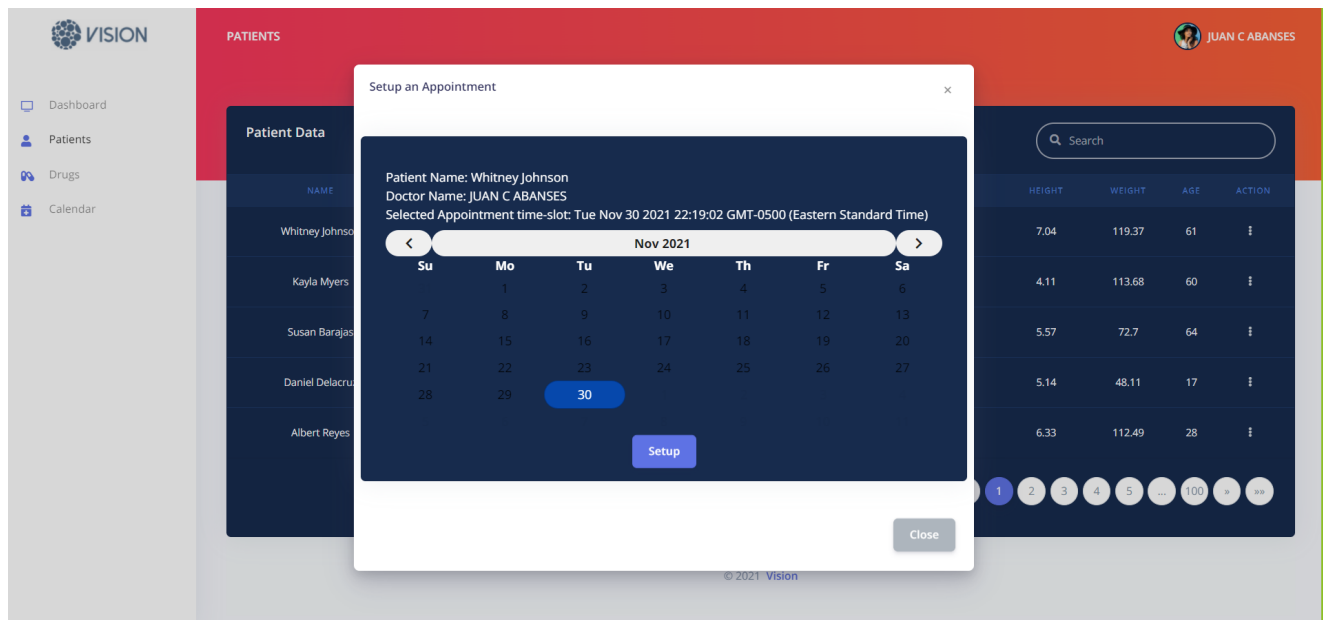 VISION
PATIENTS
JUAN C ABANSES
Dashboard
Patients
Drugs
Calendar
Setup an Appointment
×
Patient Data
Search
Patient Name: Whitney Johnson
Doctor Name: JUAN C ABANSES
Selected Appointment time-slot: Tue Nov 30 2021 22:19:02 GMT-0500 (Eastern Standard Time)
Nov 2021
Su Mo Tu We Th Fr Sa
1 2 3 4 5 6
7 8 9 10 11 12 13
14 15 16 17 18 19 20
21 22 23 24 25 26 27
28 29 30
Setup
Close
NAME HEIGHT WEIGHT AGE ACTION
Whitney Johnso 7.04 119.37 61
Kayla Myers 4.11 113.68 60
Susan Barajas 5.57 72.7 64
Daniel Delacru 5.14 48.11 17
Albert Reyes 6.33 112.49 28
1 2 3 4 5 ... 100 » »»
© 2021 Vision